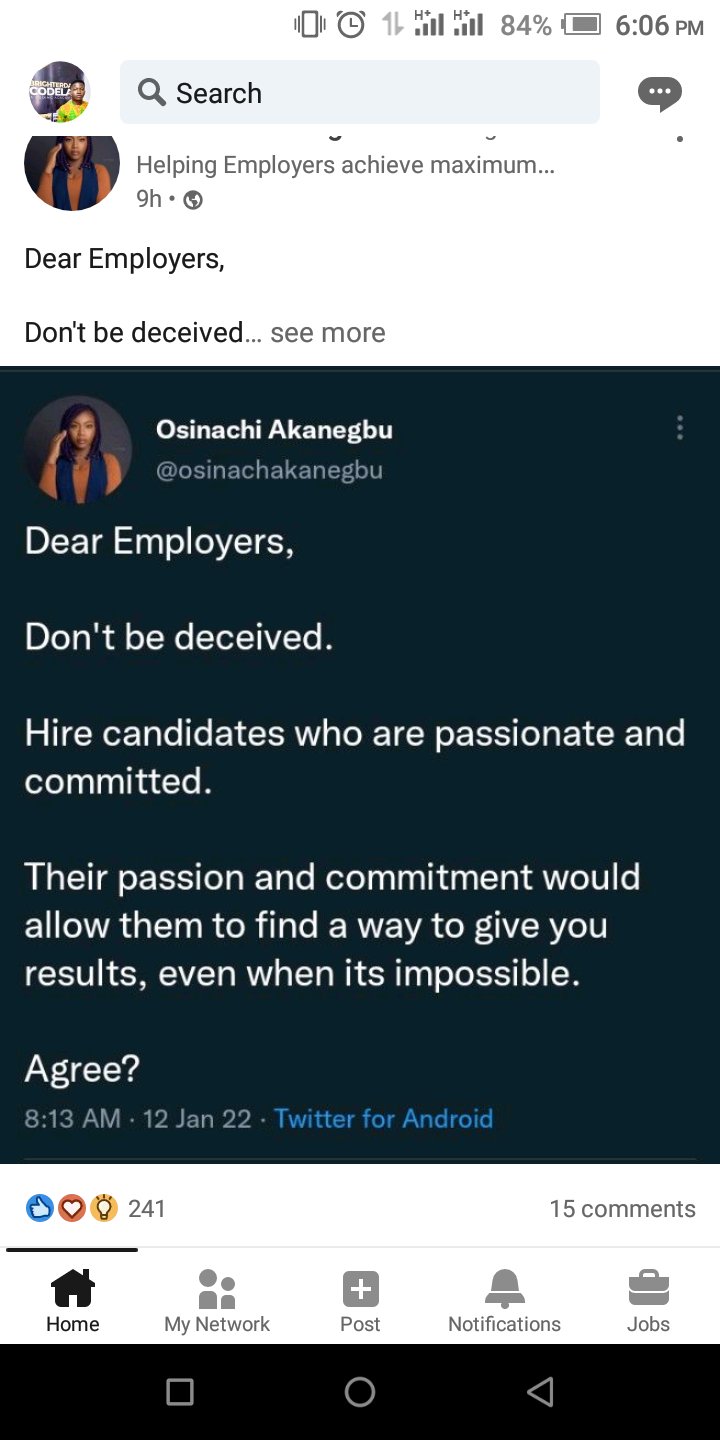 84% 6:06 PM
Search
Helping Employers achieve maximum...
9h •
Dear Employers,
Don't be deceived... see more
Osinachi Akanegbu
@osinachakanegbu
Dear Employers,
Don't be deceived.
Hire candidates who are passionate and
committed.
Their passion and commitment would
allow them to find a way to give you
results, even when its impossible.
Agree?
8:13 AM · 12 Jan 22 · Twitter for Android
241 15 comments
Home My Network Post Notifications Jobs